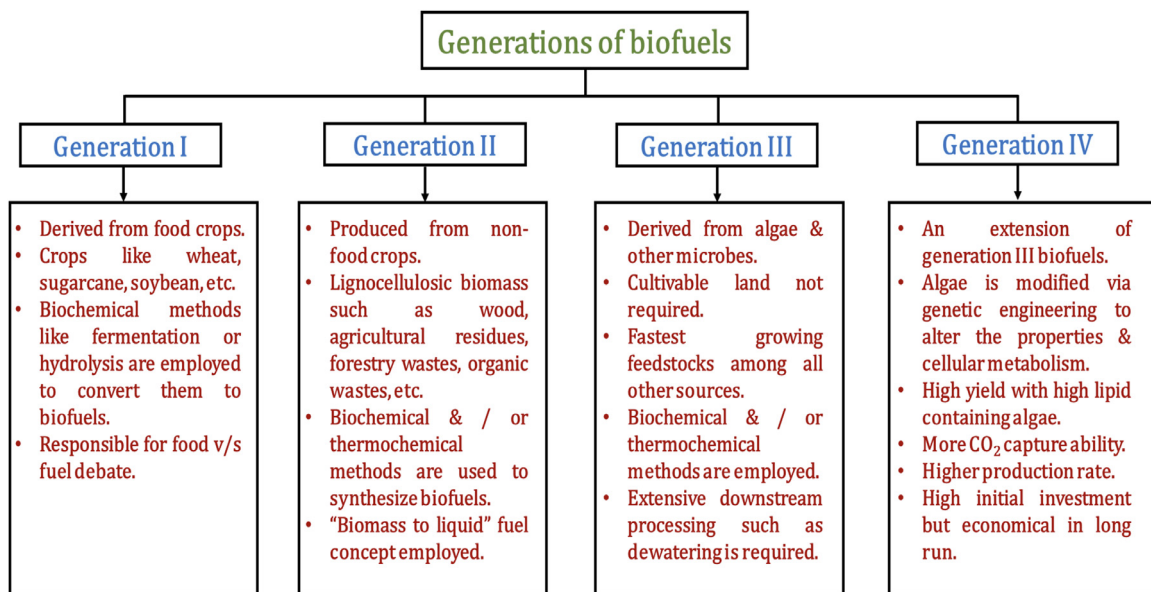 Generations of biofuels
Generation I
• Derived from food crops.
• Crops like wheat,
sugarcane, soybean, etc.
• Biochemical methods
like fermentation or
hydrolysis are employed
to convert them to
biofuels.
• Responsible for food v/s
fuel debate.
Generation II
• Produced from non-
food crops.
• Lignocellulosic biomass
such as wood,
agricultural residues,
forestry wastes, organic
wastes, etc.
• Biochemical & / or
thermochemical
methods are used to
synthesize biofuels.
• “Biomass to liquid” fuel
concept employed.
Generation III
• Derived from algae &
other microbes.
• Cultivable land not
required.
• Fastest growing
feedstocks among all
other sources.
• Biochemical & / or
thermochemical
methods are employed.
• Extensive downstream
processing such as
dewatering is required.
Generation IV
• An extension of
generation III biofuels.
• Algae is modified via
genetic engineering to
alter the properties &
cellular metabolism.
• High yield with high lipid
containing algae.
• More CO₂ capture ability.
• Higher production rate.
• High initial investment
but economical in long
run.